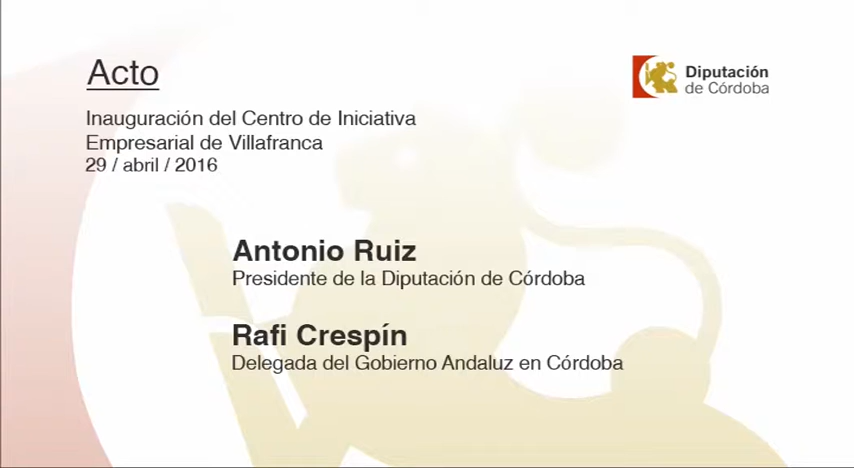 Acto
Diputación
de Córdoba
Inauguración del Centro de Iniciativa
Empresarial de Villafranca
29 / abril / 2016
Antonio Ruiz
Presidente de la Diputación de Córdoba
Rafi Crespín
Delegada del Gobierno Andaluz en Córdoba